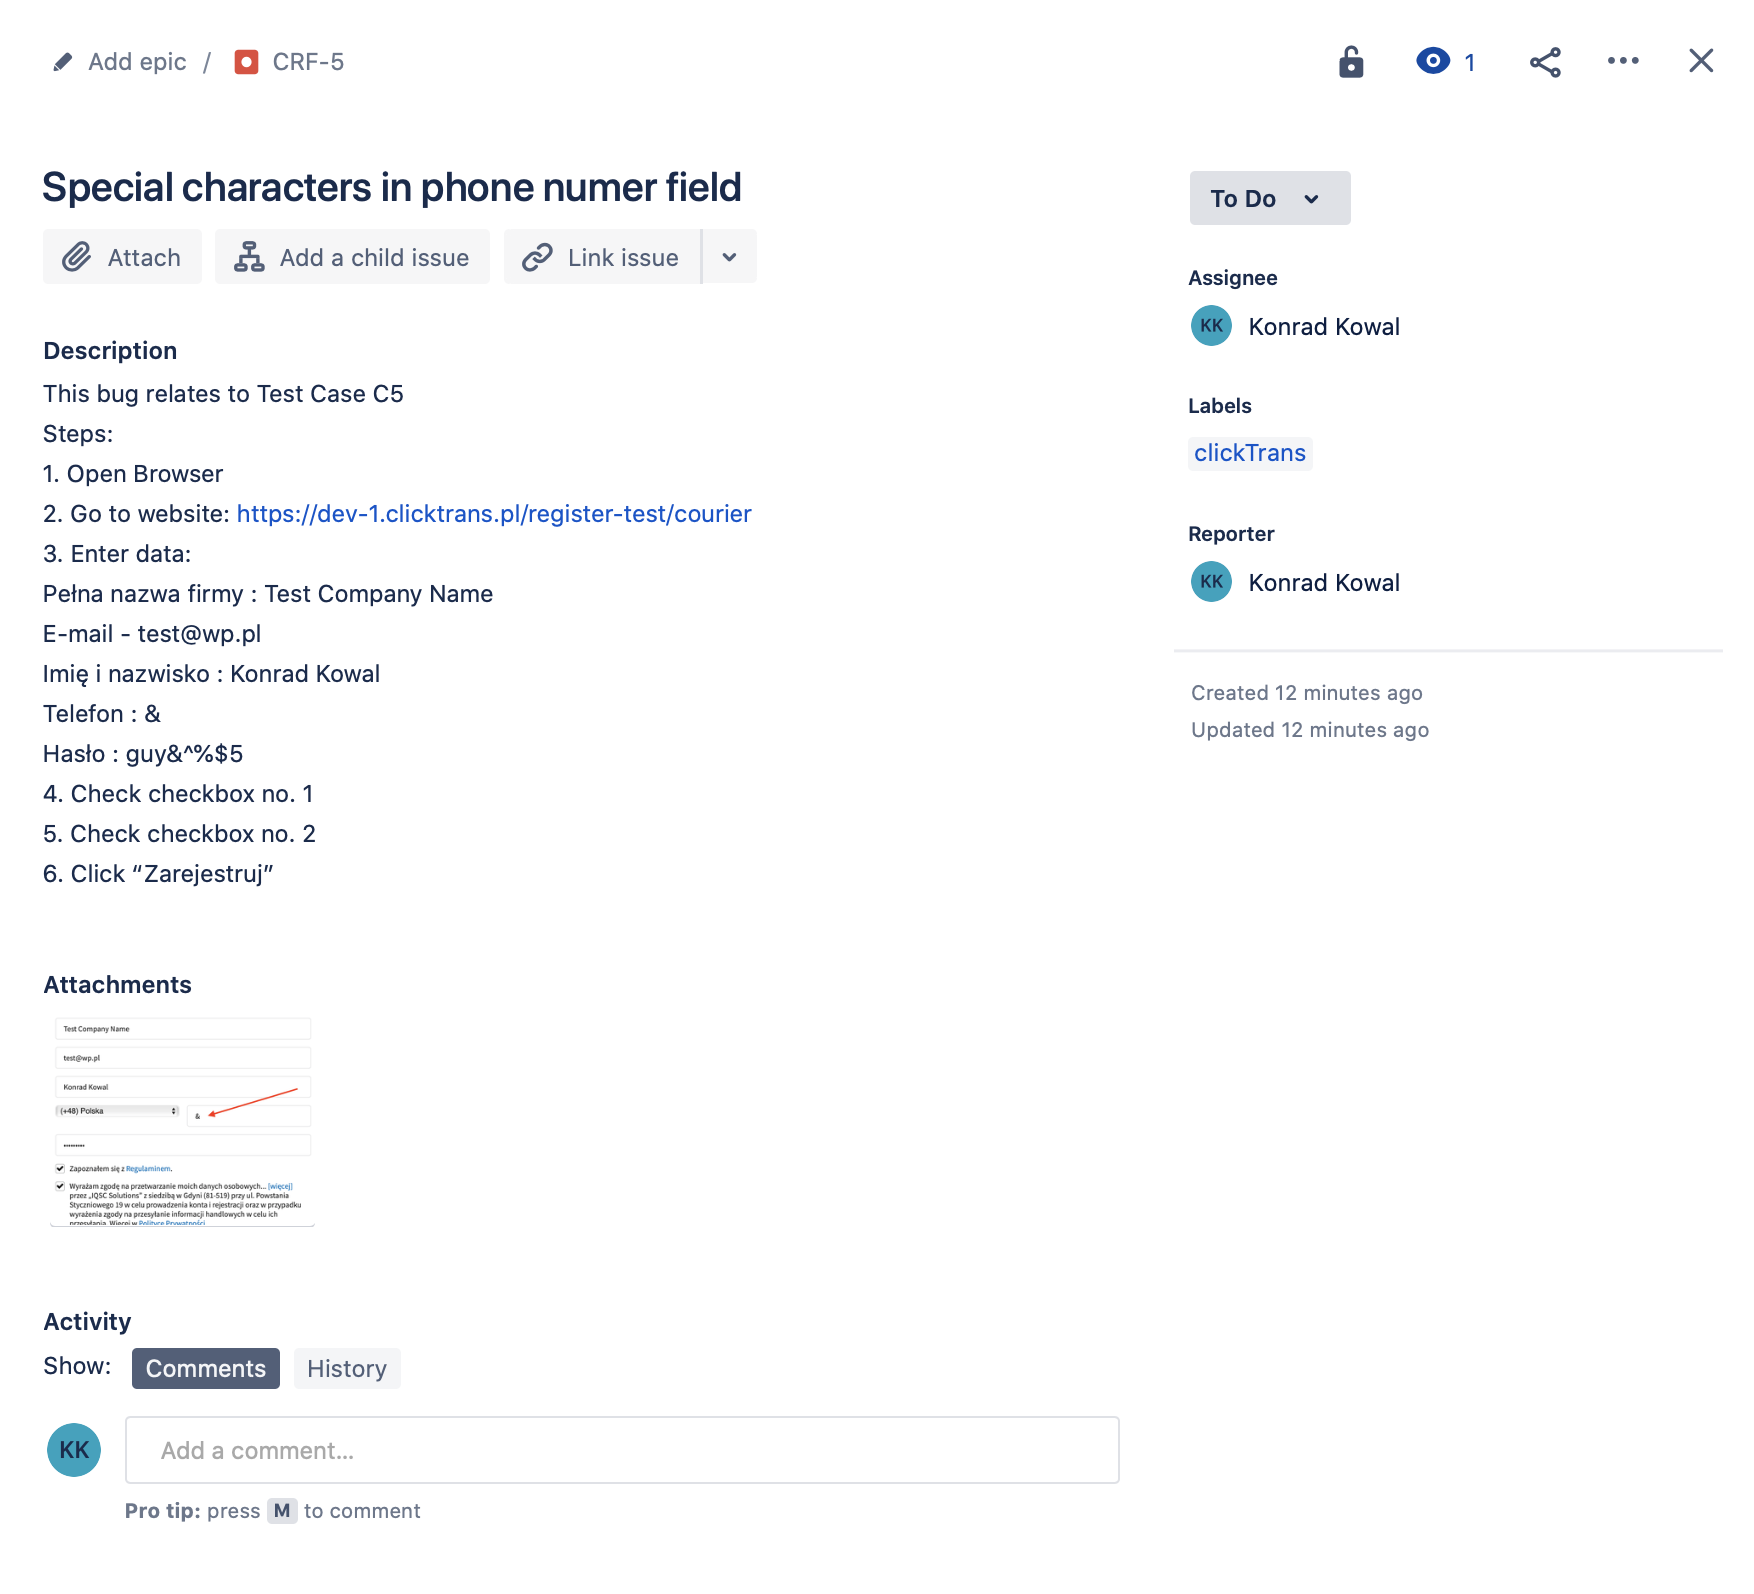 Add epic / CRF-5
1
Special characters in phone numer field
Attach
Add a child issue
Link issue
Description
This bug relates to Test Case C5
Steps:
1. Open Browser
2. Go to website: https://dev-1.clicktrans.pl/register-test/courier
3. Enter data:
Pełna nazwa firmy : Test Company Name
E-mail - test@wp.pl
Imię i nazwisko : Konrad Kowal
Telefon : &
Hasło : guy&^%$5
4. Check checkbox no. 1
5. Check checkbox no. 2
6. Click “Zarejestruj”
Attachments
Test Company Name
test@wp.pl
Konrad Kowal
(+48) Polska
&
Zapoznałem się z Regulaminem.
Wyrażam zgodę na przetwarzanie moich danych osobowych... [więcej]
przez „IQSC Solutions” z siedzibą w Gdyni (81-519) przy ul. Powstania
Styczniowego 19 w celu prowadzenia konta i rejestracji oraz w przypadku
wyrażenia zgody na przesyłanie informacji handlowych w celu ich
przesyłania. Więcej w Polityce Prywatności
Activity
Show:
Comments
History
KK
Add a comment...
Pro tip: press M to comment
To Do
Assignee
KK
Konrad Kowal
Labels
clickTrans
Reporter
KK
Konrad Kowal
Created 12 minutes ago
Updated 12 minutes ago